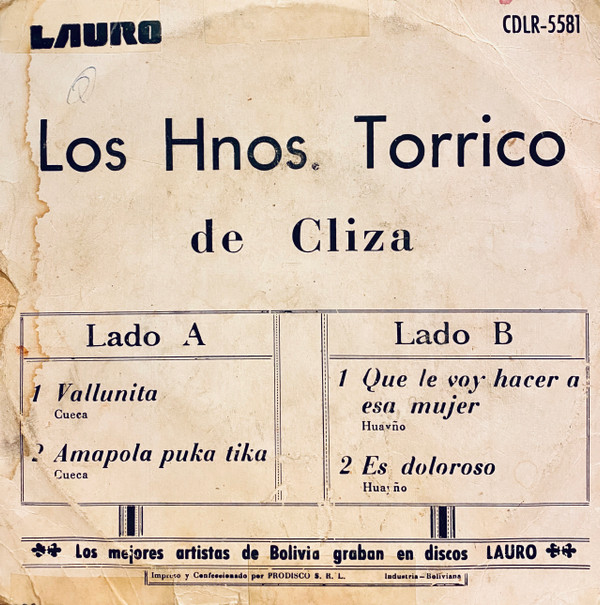 LAURO
CDLR-5581
Los Hnos. Torrico
de Cliza
Lado A
1 Vallunita
Cueca
2 Amapola puka tika
Cueca
Lado B
1 Que le voy hacer a
esa mujer
Huayño
2 Es doloroso
Huayño
Los mejores artistas de Bolivia graban en discos LAURO
Impreso y Confeccionado por PRODISCO S. R. L. Industria - Boliviana